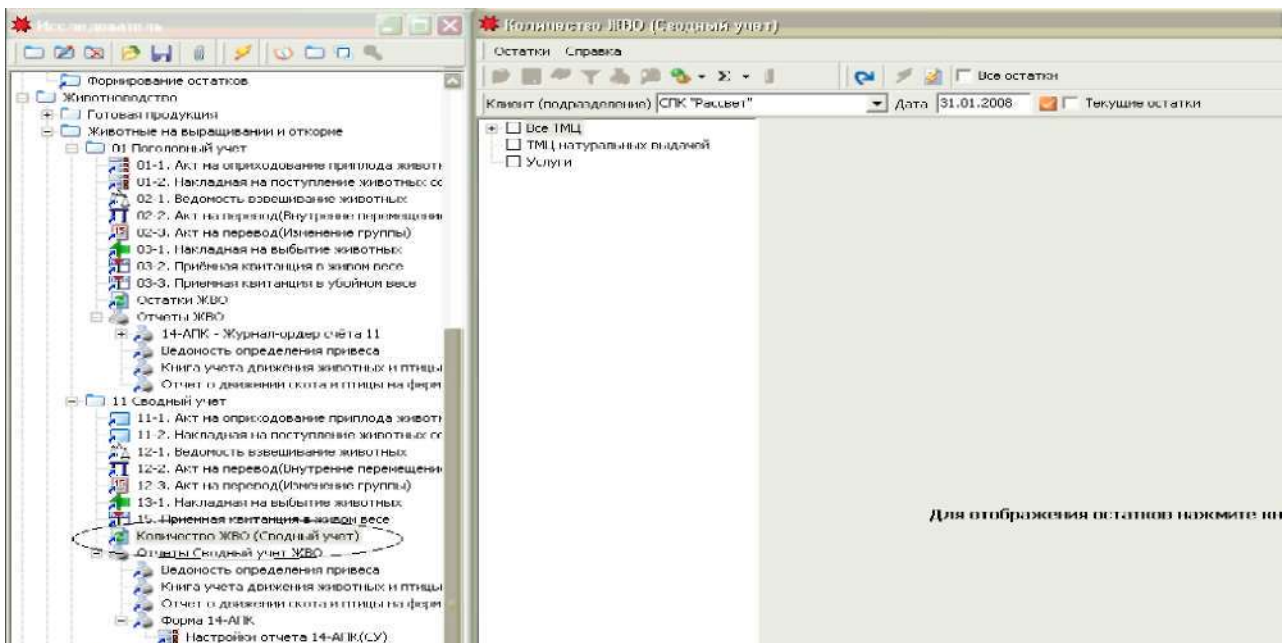 Исследователь
Формирование остатков
Животноводство
Готовая продукция
Животные на выращивании и откорме
01 Поголовный учет
01-1. Акт на оприходование приплода животн
01-2. Накладная на поступление животных со
02-1. Ведомость взвешивание животных
02-2. Акт на перевод(Внутренне перемещение
02-3. Акт на перевод(Изменение группы)
03-1. Накладная на выбытие животных
03-2. Приёмная квитанция в живом весе
03-3. Приемная квитанция в убойном весе
Остатки ЖВО
Отчеты ЖВО
14-АПК - Журнал-ордер счёта 11
Ведомость определения привеса
Книга учета движения животных и птицы
Отчет о движении скота и птицы на ферм
11 Сводный учет
11-1. Акт на оприходование приплода животн
11-2. Накладная на поступление животных со
12-1. Ведомость взвешивание животных
12-2. Акт на перевод(Внутренне перемещение
12-3. Акт на перевод(Изменение группы)
13-1. Накладная на выбытие животных
15. Приемная квитанция в живом весе
Количество ЖВО (Сводный учет)
Отчеты Сводный учет ЖВО
Ведомость определения привеса
Книга учета движения животных и птицы
Отчет о движении скота и птицы на ферм
Форма 14-АПК
Настройки отчета 14-АПК(СУ)
Количество ЖВО (Сводный учет)
Остатки Справка
Все остатки
Клиент (подразделение) СПК "Рассвет" Дата 31.01.2008 Текущие остатки
Все ТМЦ
ТМЦ натуральных выдачей
Услуги
Для отображения остатков нажмите кн